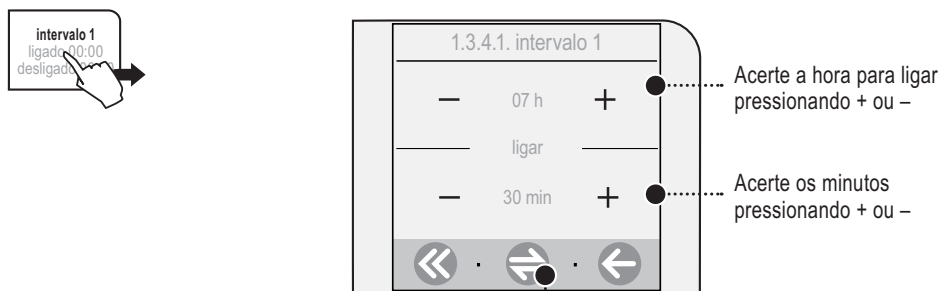 intervalo 1
ligado 00:00
desligado
1.3.4.1. intervalo 1
− 07 h +
ligar
− 30 min +
Acerte a hora para ligar
pressionando + ou –
Acerte os minutos
pressionando + ou –